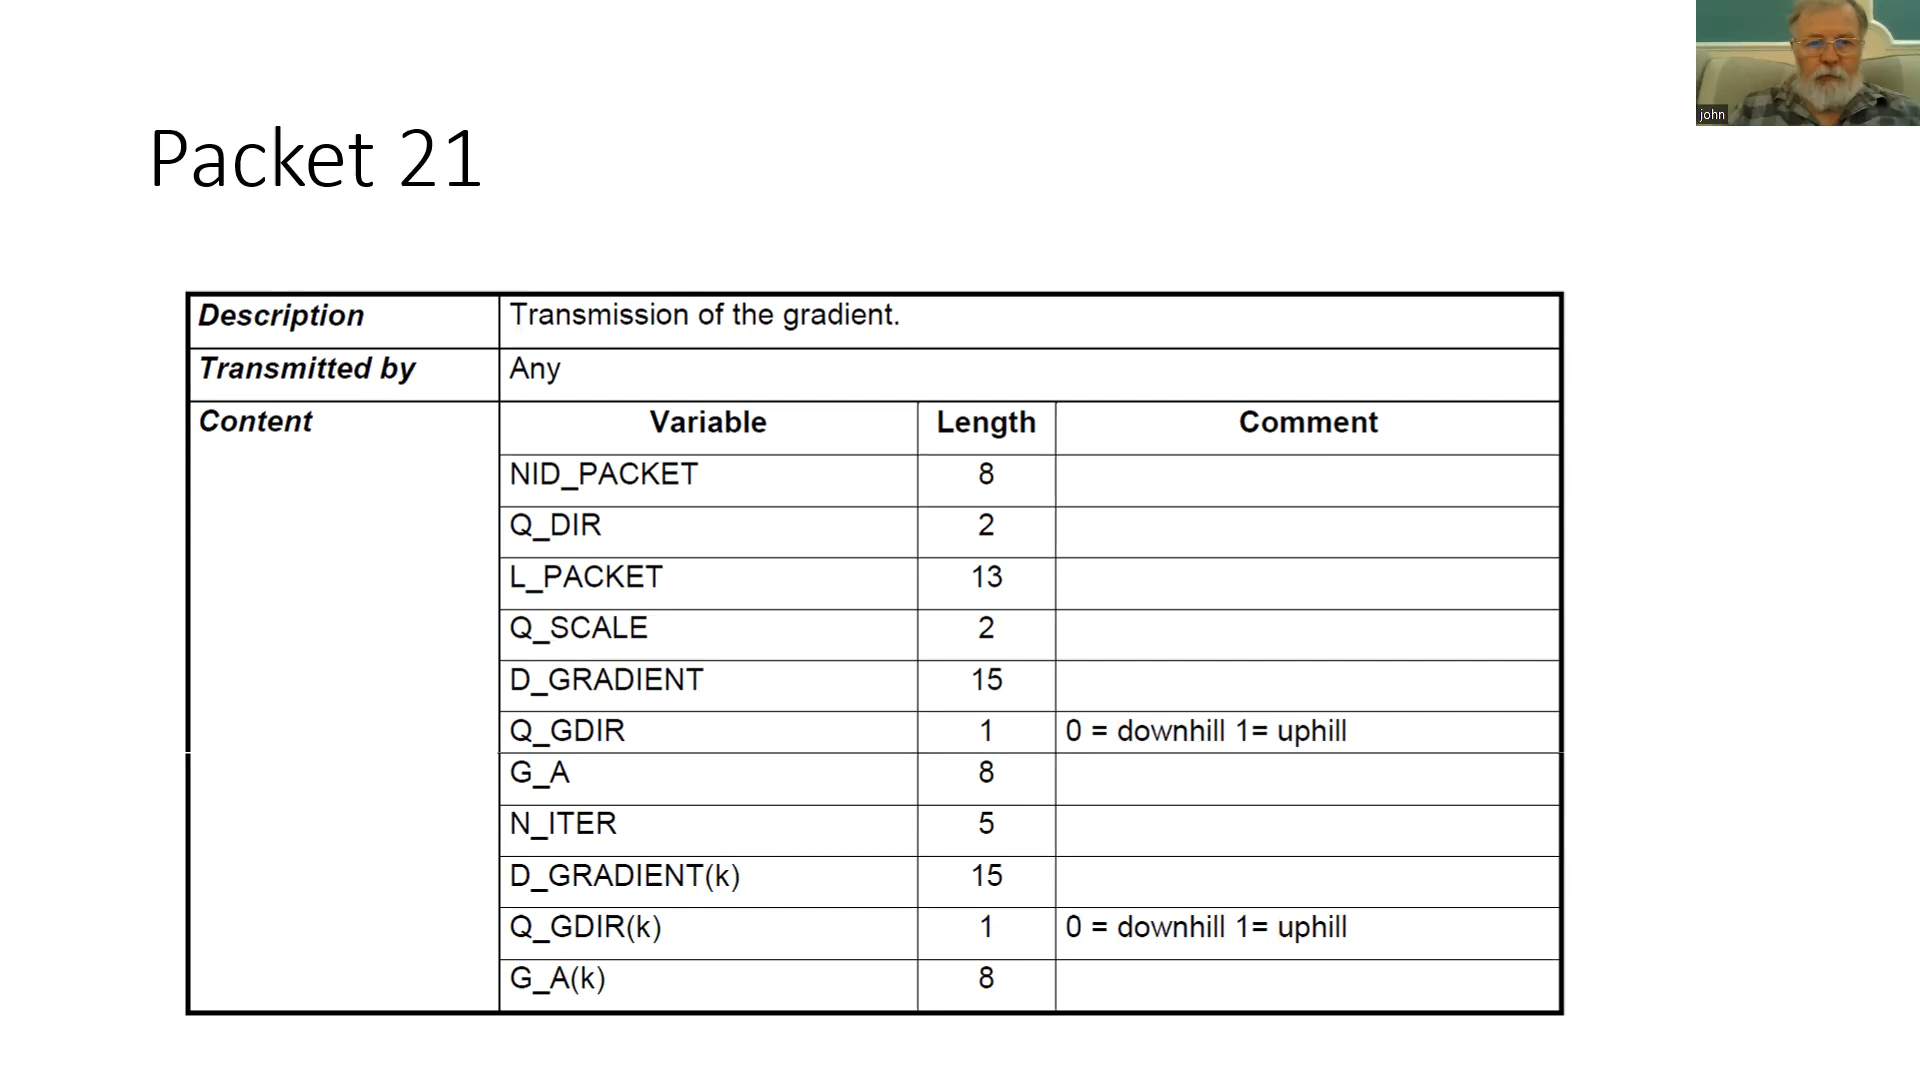 john
Packet 21
Description Transmission of the gradient.
Transmitted by Any
Content Variable Length Comment
NID_PACKET 8
Q_DIR 2
L_PACKET 13
Q_SCALE 2
D_GRADIENT 15
Q_GDIR 1 0 = downhill 1= uphill
G_A 8
N_ITER 5
D_GRADIENT(k) 15
Q_GDIR(k) 1 0 = downhill 1= uphill
G_A(k) 8